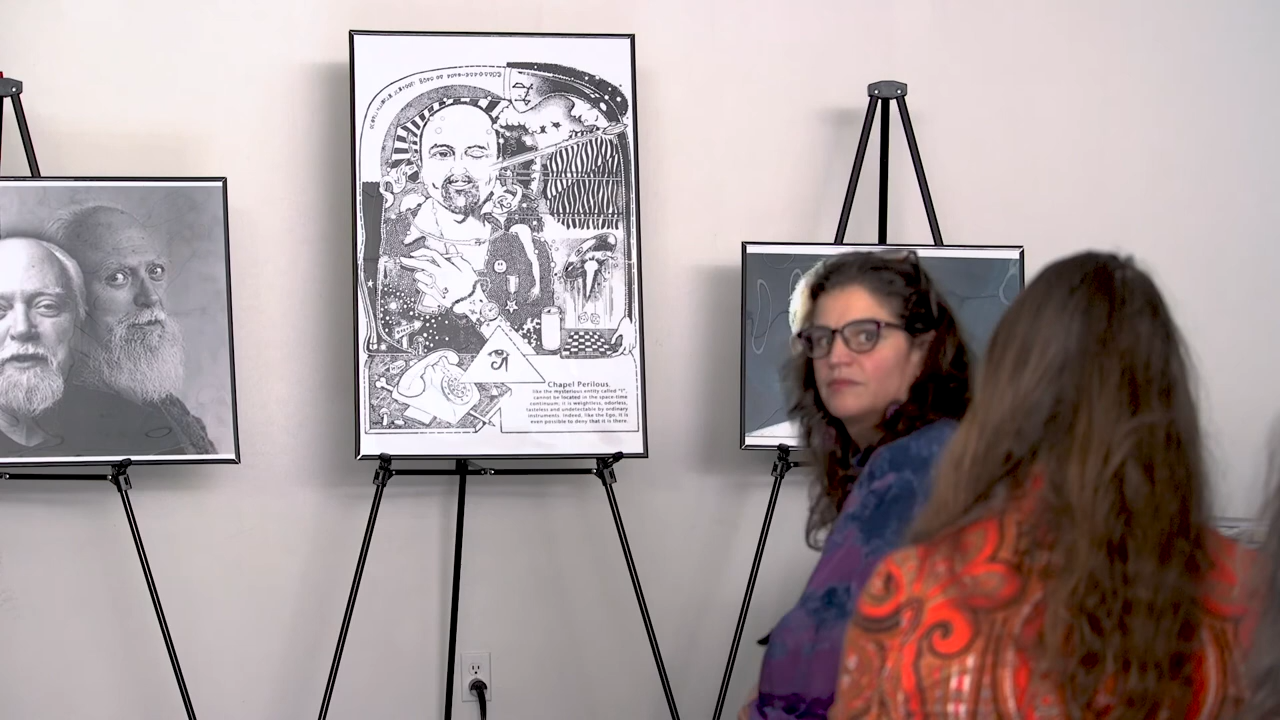 Chapel Perilous,
like the mysterious entity called "I",
cannot be located in the space-time
continuum; it is weightless, odorless,
tasteless and undetectable by ordinary
instruments. Indeed, like the Ego, it is
even possible to deny that it is there.